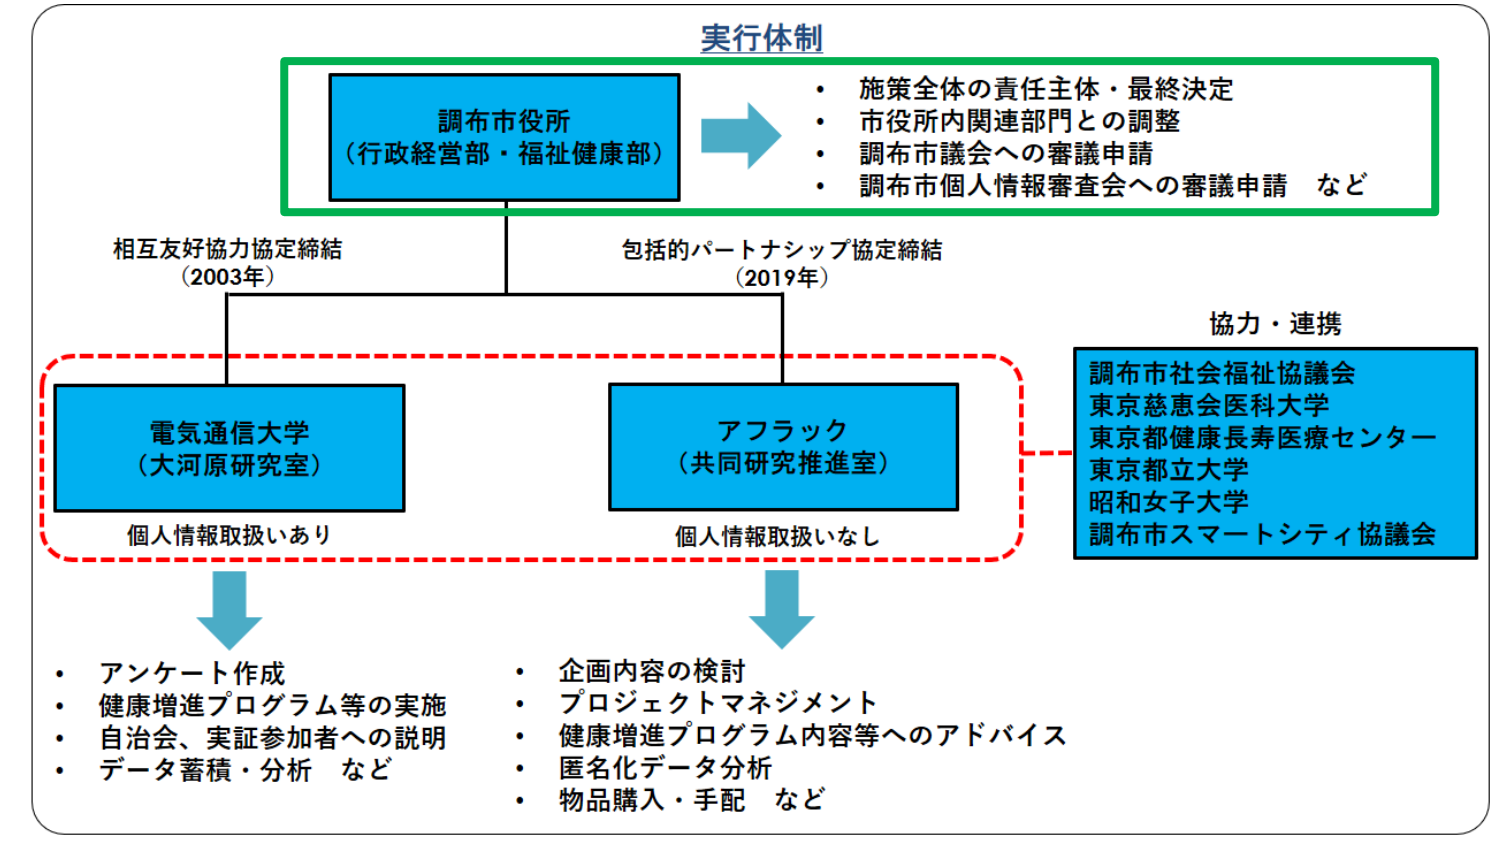 実行体制
調布市役所
（行政経営部・福祉健康部）
• 施策全体の責任主体・最終決定
• 市役所内関連部門との調整
• 調布市議会への審議申請
• 調布市個人情報審査会への審議申請　など
相互友好協力協定締結
（2003年）
包括的パートナシップ協定締結
（2019年）
電気通信大学
（大河原研究室）
個人情報取扱いあり
アフラック
（共同研究推進室）
個人情報取扱いなし
協力・連携
調布市社会福祉協議会
東京慈恵会医科大学
東京都健康長寿医療センター
東京都立大学
昭和女子大学
調布市スマートシティ協議会
• アンケート作成
• 健康増進プログラム等の実施
• 自治会、実証参加者への説明
• データ蓄積・分析　など
• 企画内容の検討
• プロジェクトマネジメント
• 健康増進プログラム内容等へのアドバイス
• 匿名化データ分析
• 物品購入・手配　など